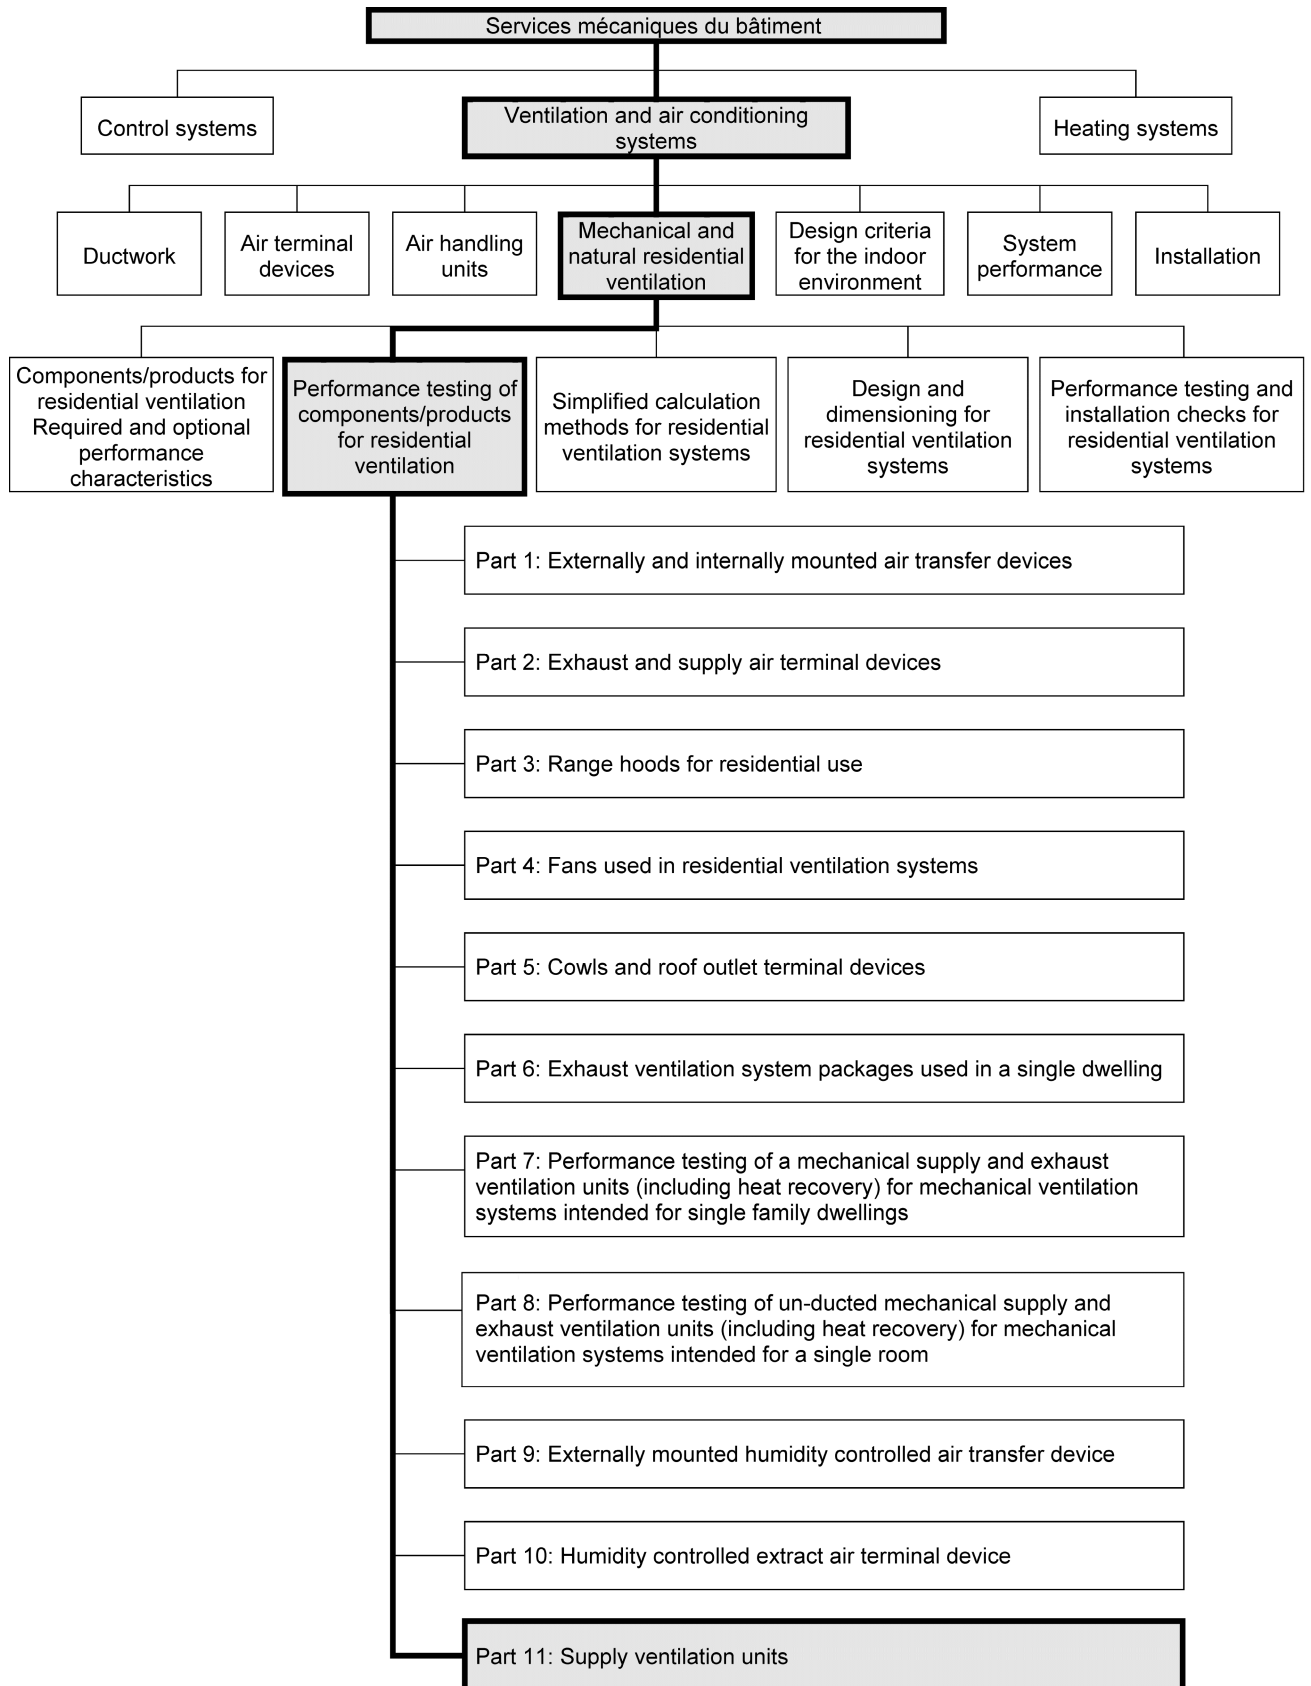 Services mécaniques du bâtiment
Control systems
Ventilation and air conditioning
systems
Heating systems
Ductwork
Air terminal
devices
Air handling
units
Mechanical and
natural residential
ventilation
Design criteria
for the indoor
environment
System
performance
Installation
Components/products for
residential ventilation
Required and optional
performance
characteristics
Performance testing of
components/products
for residential
ventilation
Simplified calculation
methods for residential
ventilation systems
Design and
dimensioning for
residential ventilation
systems
Performance testing and
installation checks for
residential ventilation
systems
Part 1: Externally and internally mounted air transfer devices
Part 2: Exhaust and supply air terminal devices
Part 3: Range hoods for residential use
Part 4: Fans used in residential ventilation systems
Part 5: Cowls and roof outlet terminal devices
Part 6: Exhaust ventilation system packages used in a single dwelling
Part 7: Performance testing of a mechanical supply and exhaust
ventilation units (including heat recovery) for mechanical ventilation
systems intended for single family dwellings
Part 8: Performance testing of un-ducted mechanical supply and
exhaust ventilation units (including heat recovery) for mechanical
ventilation systems intended for a single room
Part 9: Externally mounted humidity controlled air transfer device
Part 10: Humidity controlled extract air terminal device
Part 11: Supply ventilation units